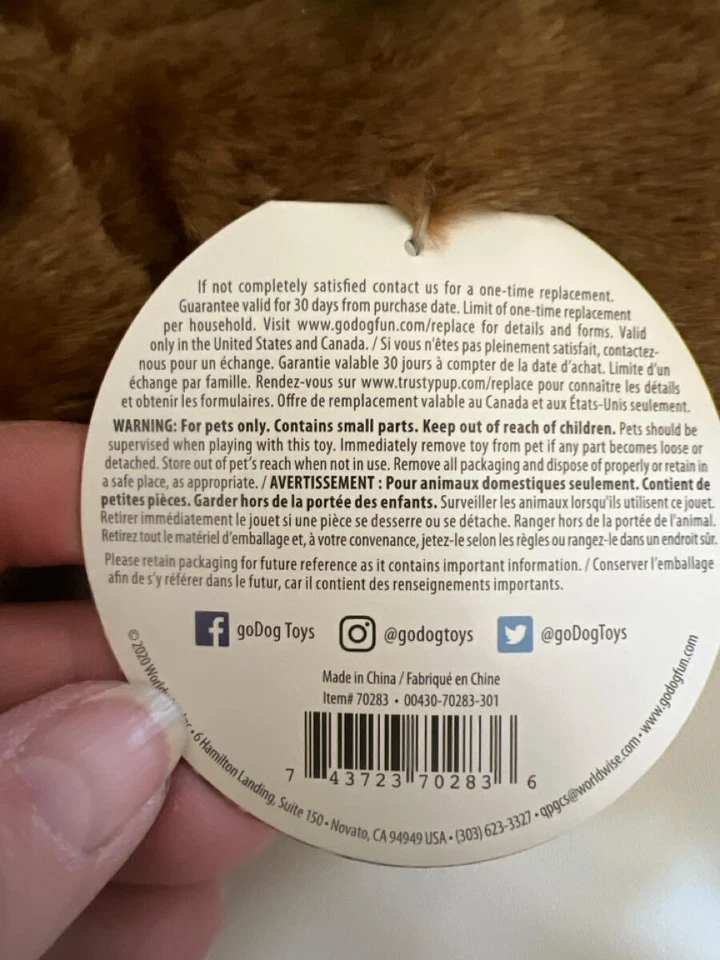 If not completely satisfied contact us for a one-time replacement.
Guarantee valid for 30 days from purchase date. Limit of one-time replacement
per household. Visit www.godogfun.com/replace for details and forms. Valid
only in the United States and Canada. / Si vous n'êtes pas pleinement satisfait, contactez-
nous pour un échange. Garantie valable 30 jours à compter de la date d'achat. Limite d'un
échange par famille. Rendez-vous sur www.trustypup.com/replace pour connaître les détails
et obtenir les formulaires. Offre de remplacement valable au Canada et aux États-Unis seulement.
WARNING: For pets only. Contains small parts. Keep out of reach of children. Pets should be
supervised when playing with this toy. Immediately remove toy from pet if any part becomes loose or
detached. Store out of pet's reach when not in use. Remove all packaging and dispose of properly or retain in
a safe place, as appropriate. / AVERTISSEMENT : Pour animaux domestiques seulement. Contient de
petites pièces. Garder hors de la portée des enfants. Surveiller les animaux lorsqu'ils utilisent ce jouet.
Retirer immédiatement le jouet si une pièce se desserre ou se détache. Ranger hors de la portée de l'animal.
Retirez tout le matériel d'emballage et, à votre convenance, jetez-le selon les règles ou rangez-le dans un endroit sûr.
Please retain packaging for future reference as it contains important information. / Conserver l'emballage
afin de s'y référer dans le futur, car il contient des renseignements importants.
goDog Toys @godogtoys @goDogToys
Made in China / Fabriqué en Chine
Item# 70283 • 00430-70283-301
7 43723 70283 6
© 2020 • 6 Hamilton Landing, Suite 150 • Novato, CA 94949 USA • (303) 623-3327 • qpgcs@worldwise.com • www.godogfun.com